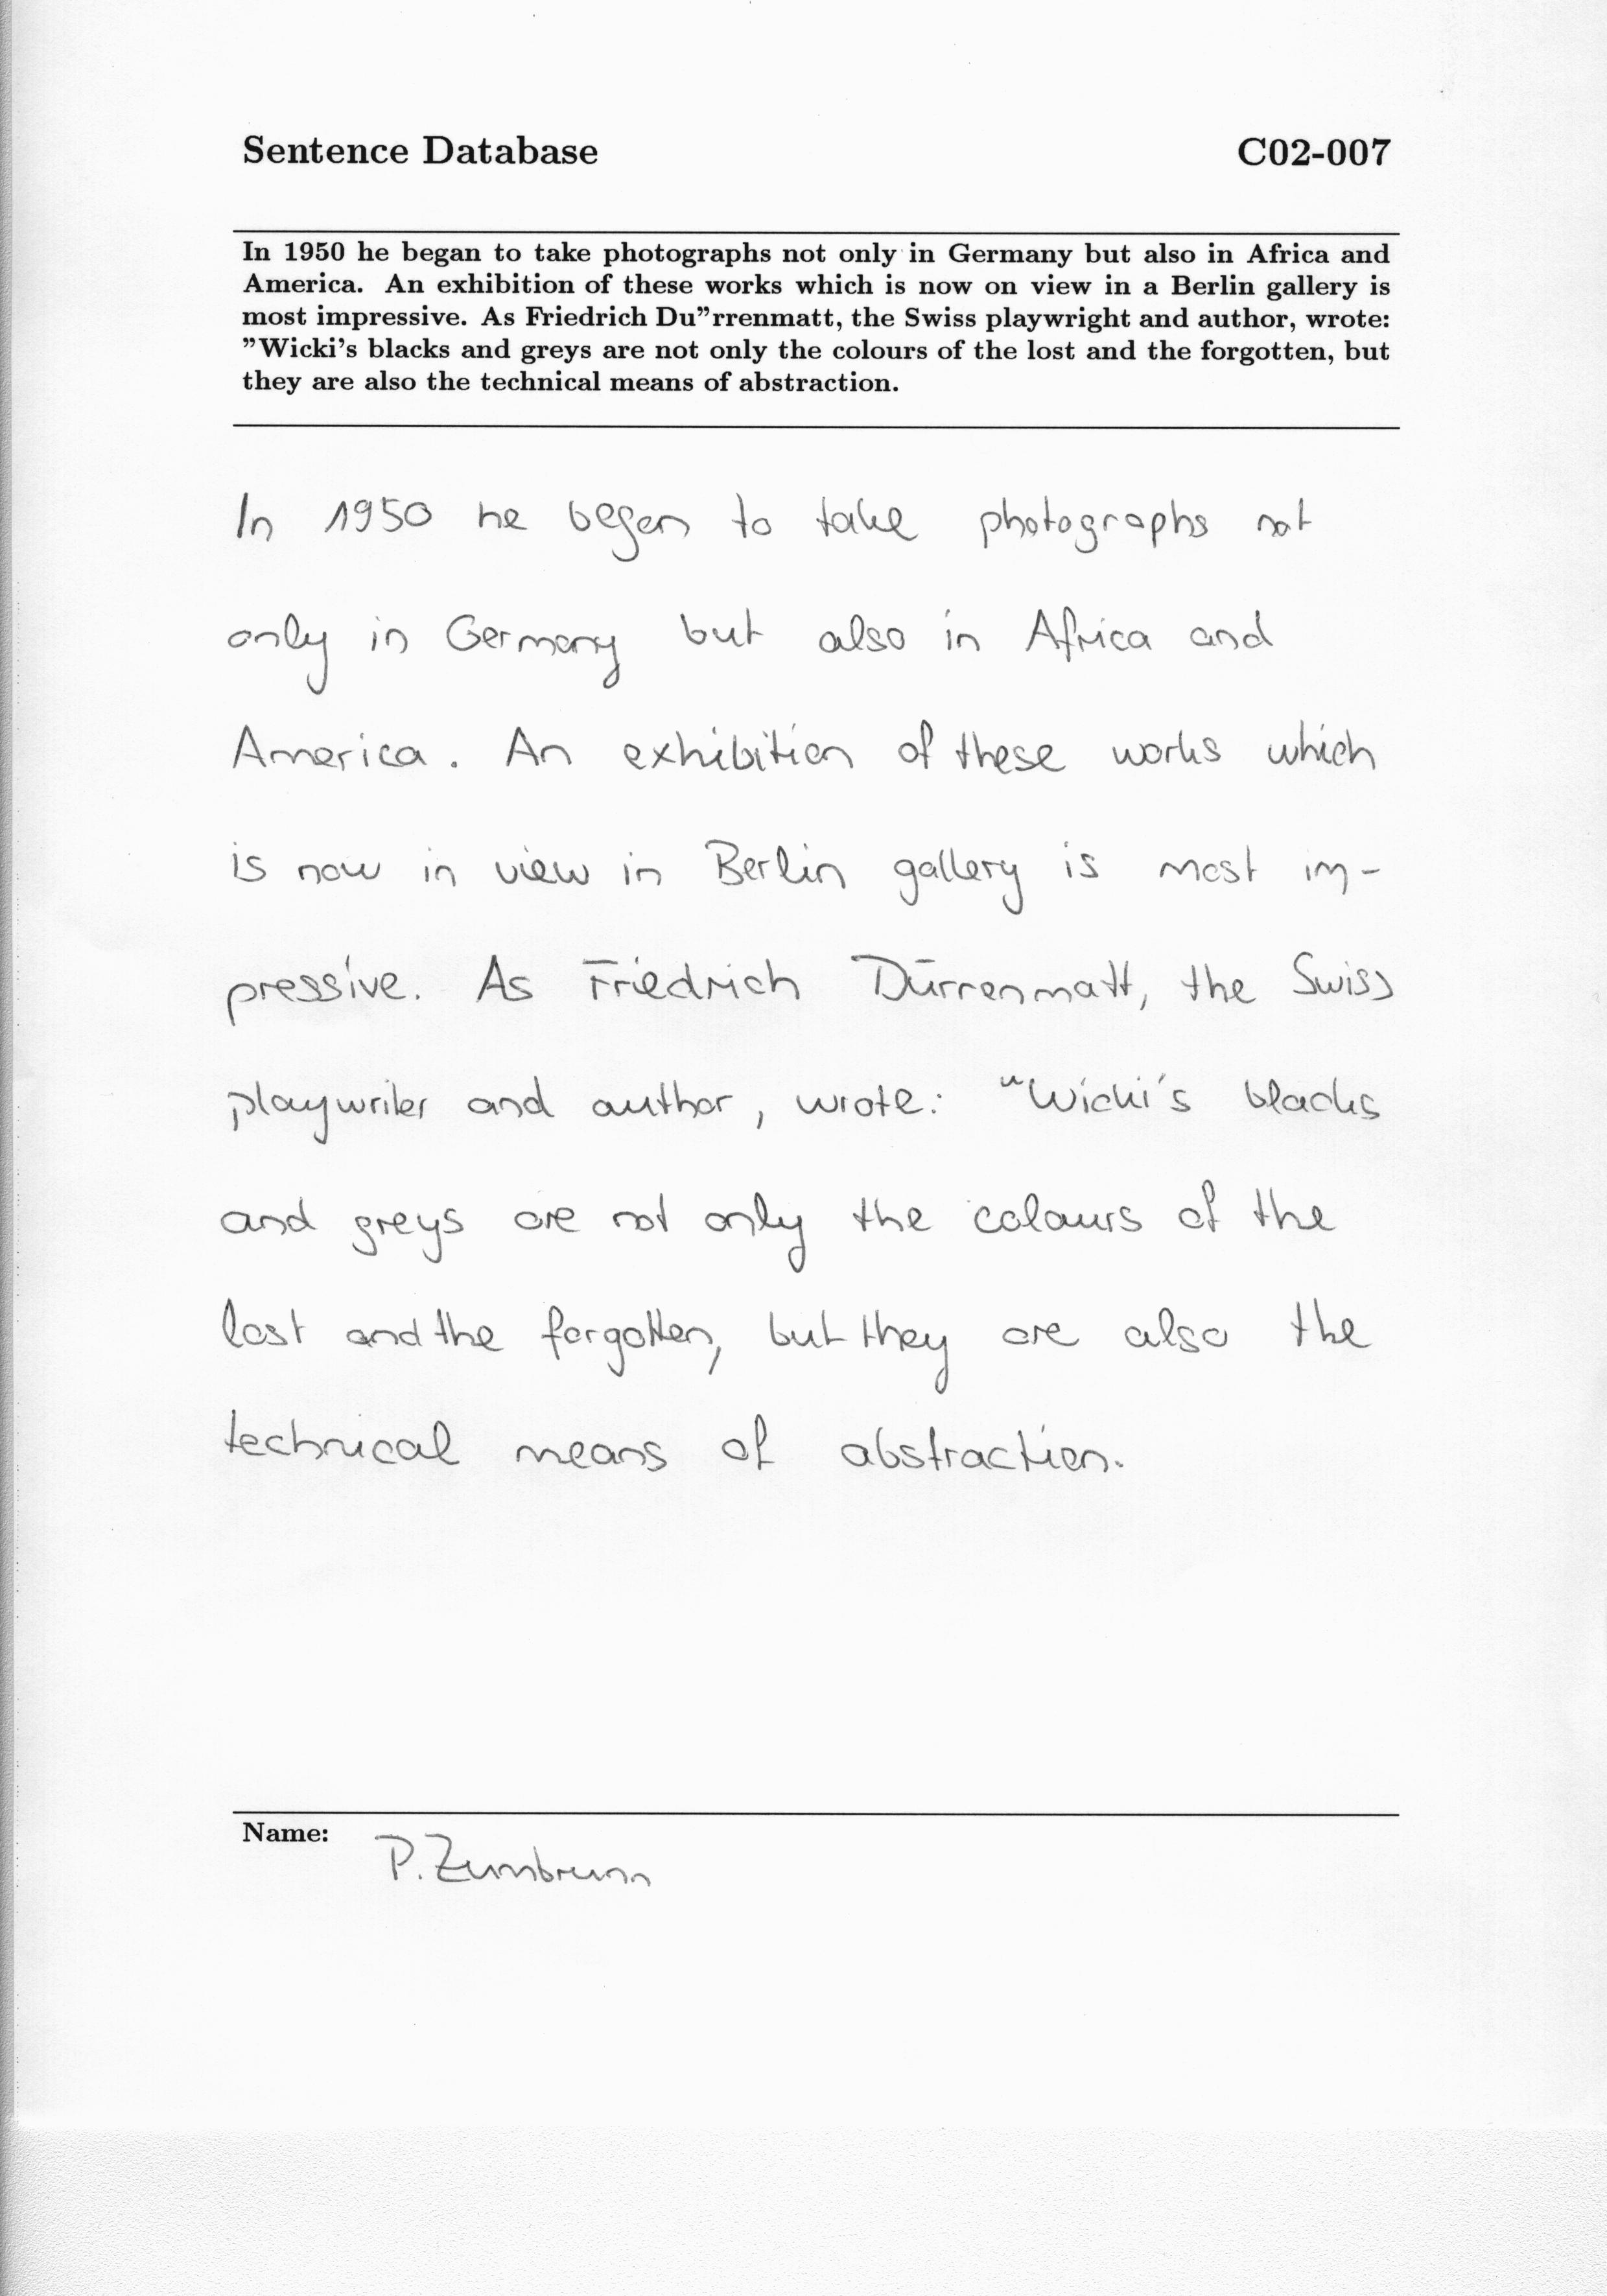 Sentence Database C02-007
In 1950 he began to take photographs not only in Germany but also in Africa and
America. An exhibition of these works which is now on view in a Berlin gallery is
most impressive. As Friedrich Du”rrenmatt, the Swiss playwright and author, wrote:
”Wicki’s blacks and greys are not only the colours of the lost and the forgotten, but
they are also the technical means of abstraction.
In 1950 he began to take photographs not
only in Germany but also in Africa and
America. An exhibition of these works which
is now in view in Berlin gallery is most im-
pressive. As Friedrich Dürrenmatt, the Swiss
playwriter and author, wrote: "Wicki's blacks
and greys are not only the colours of the
lost and the forgotten, but they are also the
technical means of abstraction.
Name: P. Zumbrunn